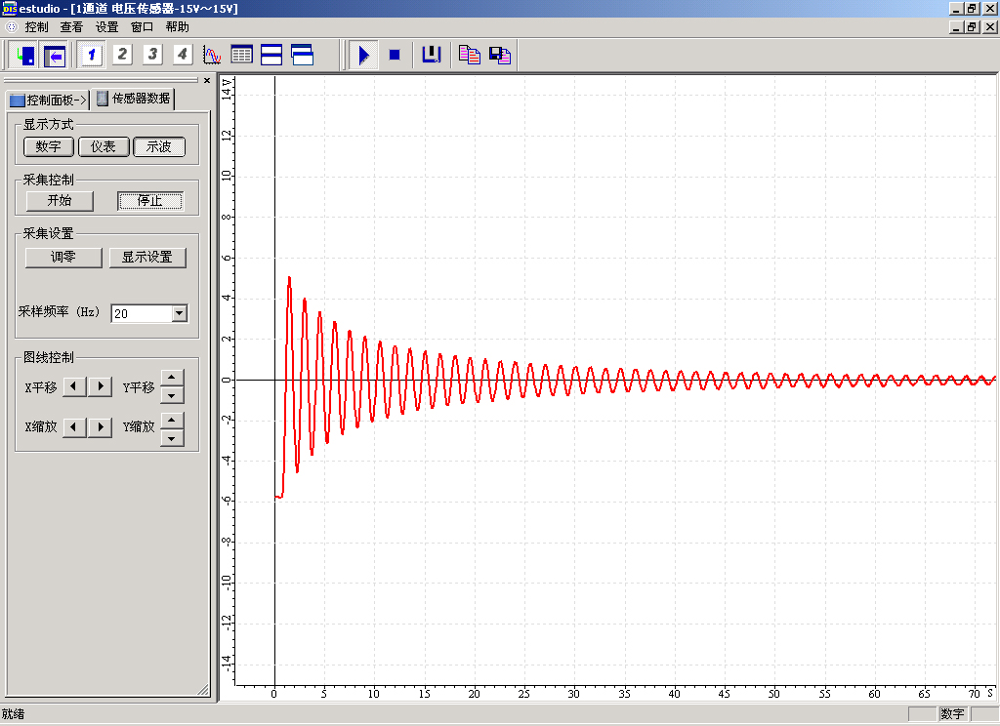 DIS estudio - [1通道 电压传感器-15V～15V]
控制 查看 设置 窗口 帮助
1 2 3 4
控制面板-> 传感器数据
显示方式
数字 仪表 示波
采集控制
开始 停止
采集设置
调零 显示设置
采样频率 (Hz) 20
图线控制
X平移 Y平移
X缩放 Y缩放
V
14
12
10
8
6
4
2
0
-2
-4
-6
-8
-10
-12
-14
0 5 10 15 20 25 30 35 40 45 50 55 60 65 70 S
就绪 数字